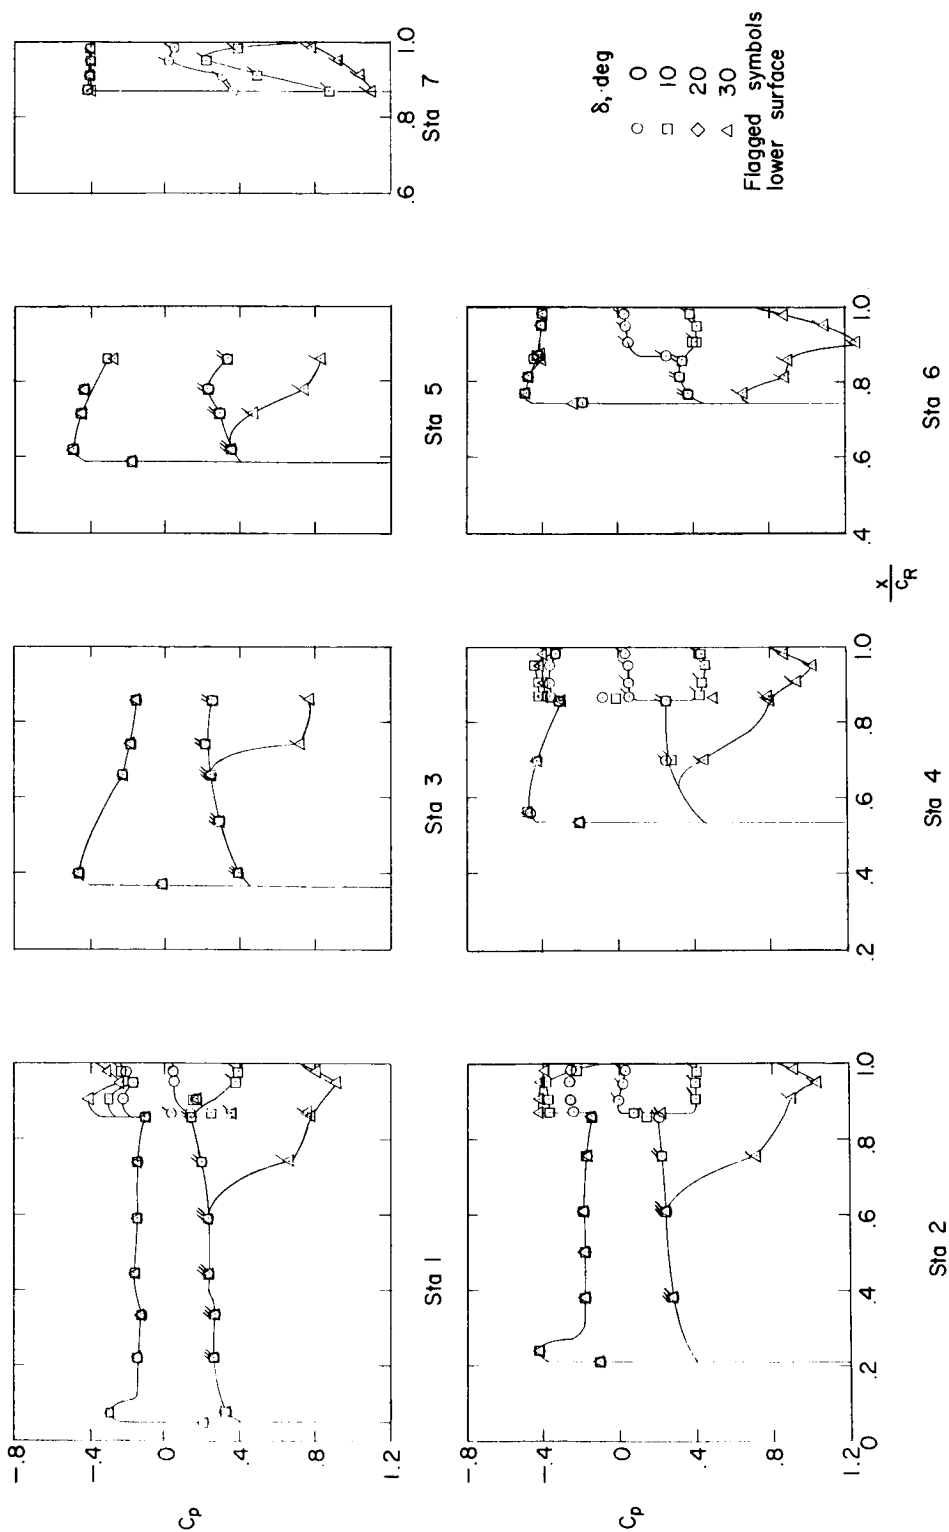 -.8
-.4
0
.4
.8
1.2
Cp
Sta 1
Sta 3
Sta 5
.6
.8
1.0
Sta 7
δ, deg
0
10
20
30
Flagged symbols
lower surface
-.8
-.4
0
.4
.8
1.2
Cp
0
.2
.4
.6
.8
1.0
Sta 2
.2
.4
.6
.8
1.0
Sta 4
x
cR
.4
.6
.8
1.0
Sta 6